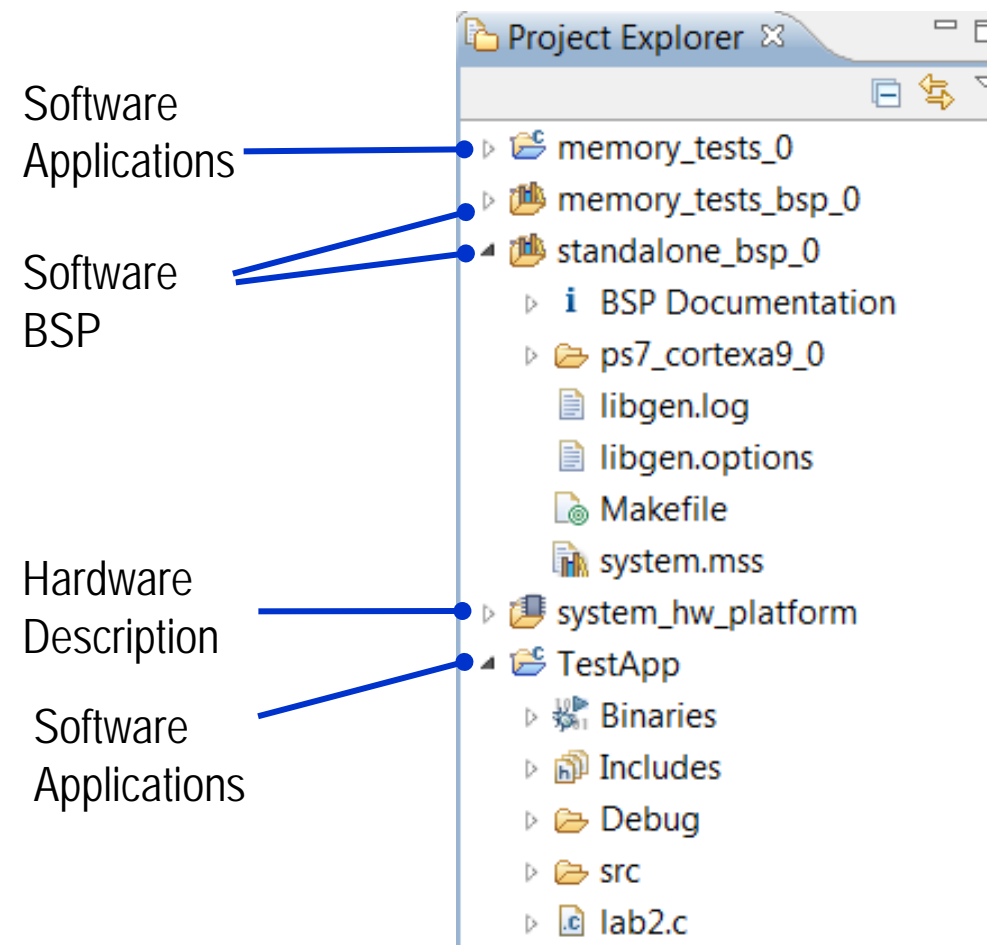 Project Explorer
Software
Applications
memory_tests_0
memory_tests_bsp_0
Software
BSP
standalone_bsp_0
i BSP Documentation
ps7_cortexa9_0
libgen.log
libgen.options
Makefile
system.mss
Hardware
Description
system_hw_platform
TestApp
Software
Applications
Binaries
Includes
Debug
src
lab2.c